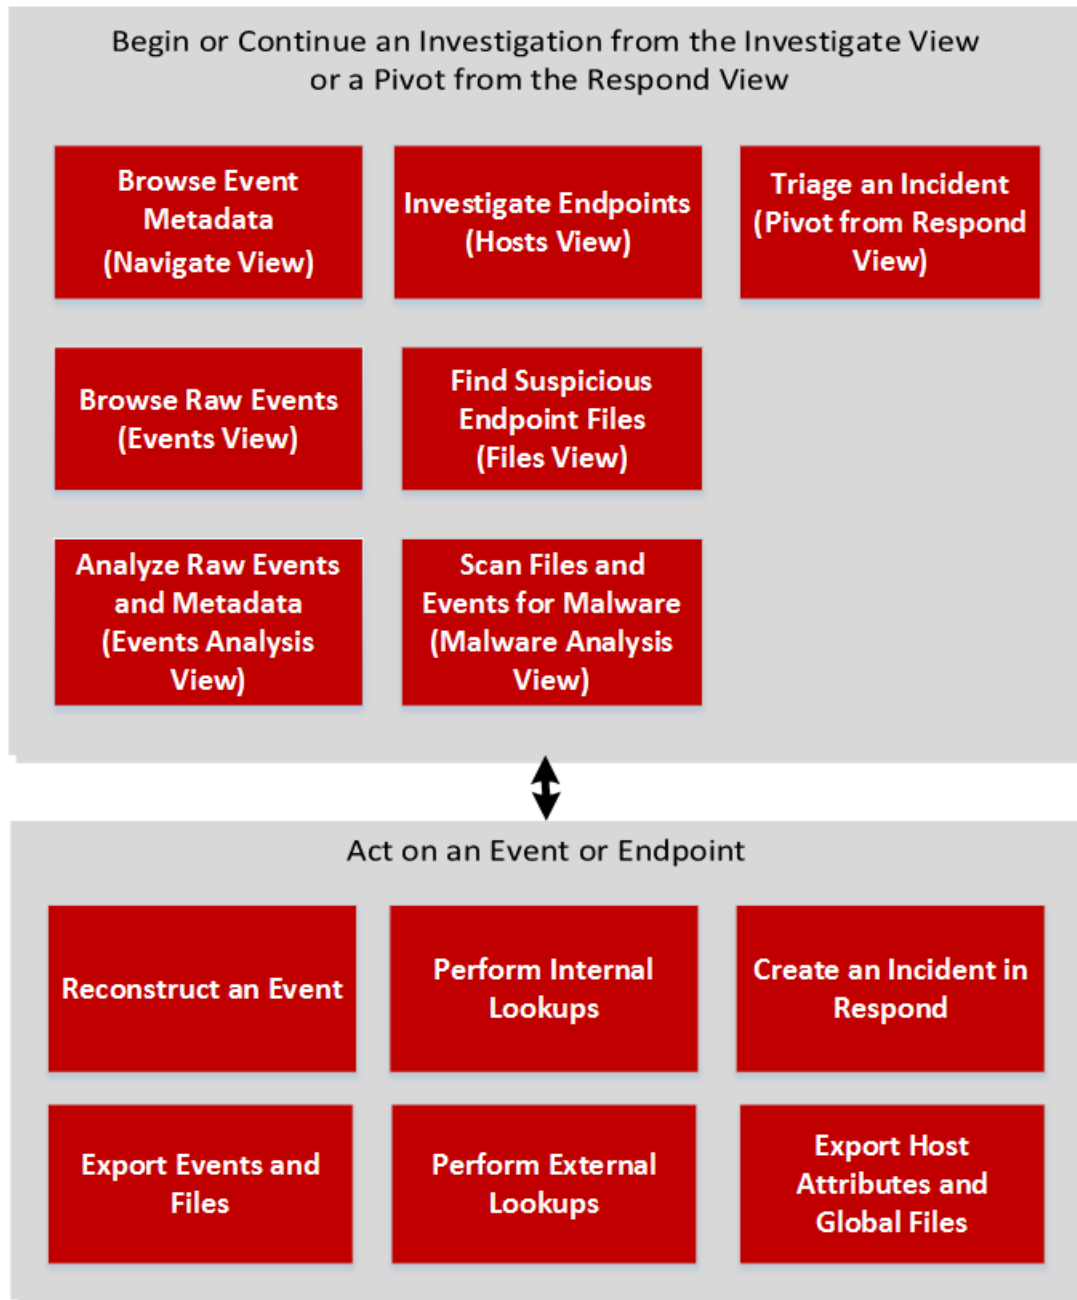 Begin or Continue an Investigation from the Investigate View
or a Pivot from the Respond View
Browse Event
Metadata
(Navigate View)
Investigate Endpoints
(Hosts View)
Triage an Incident
(Pivot from Respond
View)
Browse Raw Events
(Events View)
Find Suspicious
Endpoint Files
(Files View)
Analyze Raw Events
and Metadata
(Events Analysis
View)
Scan Files and
Events for Malware
(Malware Analysis
View)
Act on an Event or Endpoint
Reconstruct an Event
Perform Internal
Lookups
Create an Incident in
Respond
Export Events and
Files
Perform External
Lookups
Export Host
Attributes and
Global Files